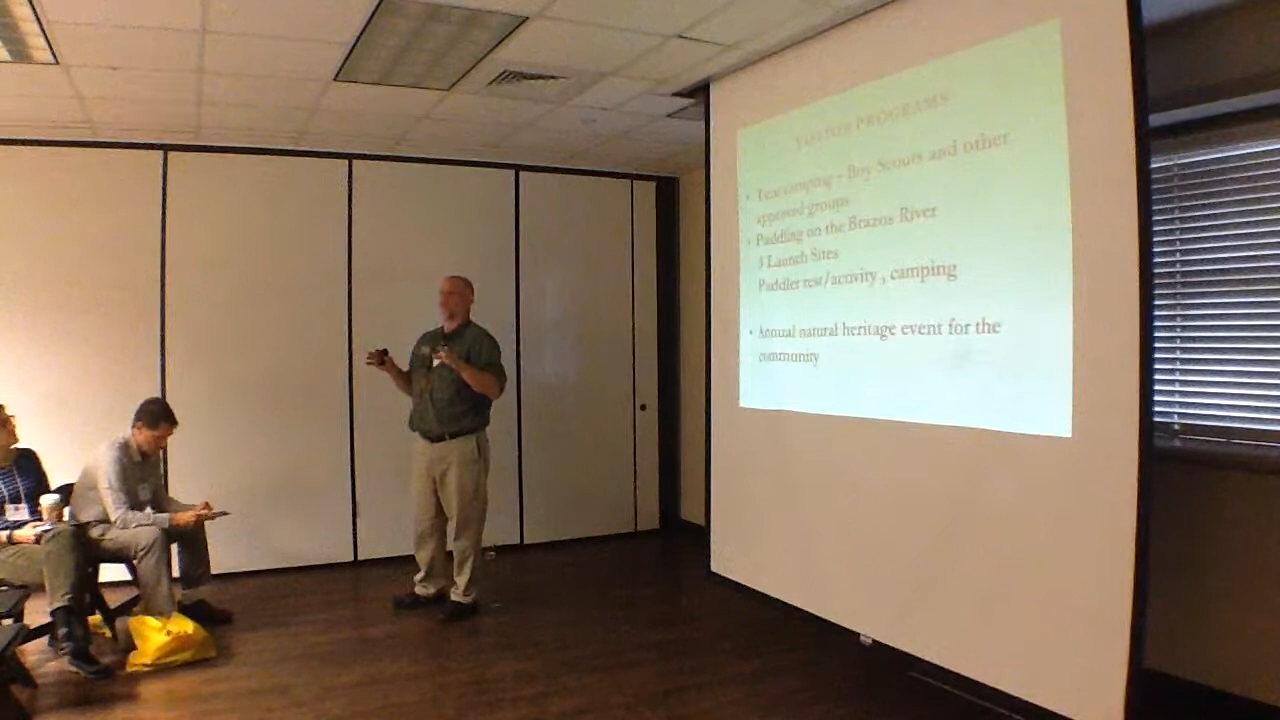 VISITOR PROGRAMS
• Tent camping - Boy Scouts and other
approved groups
• Paddling on the Brazos River
3 Launch Sites
Paddler rest/activity , camping
• Annual natural heritage event for the
community